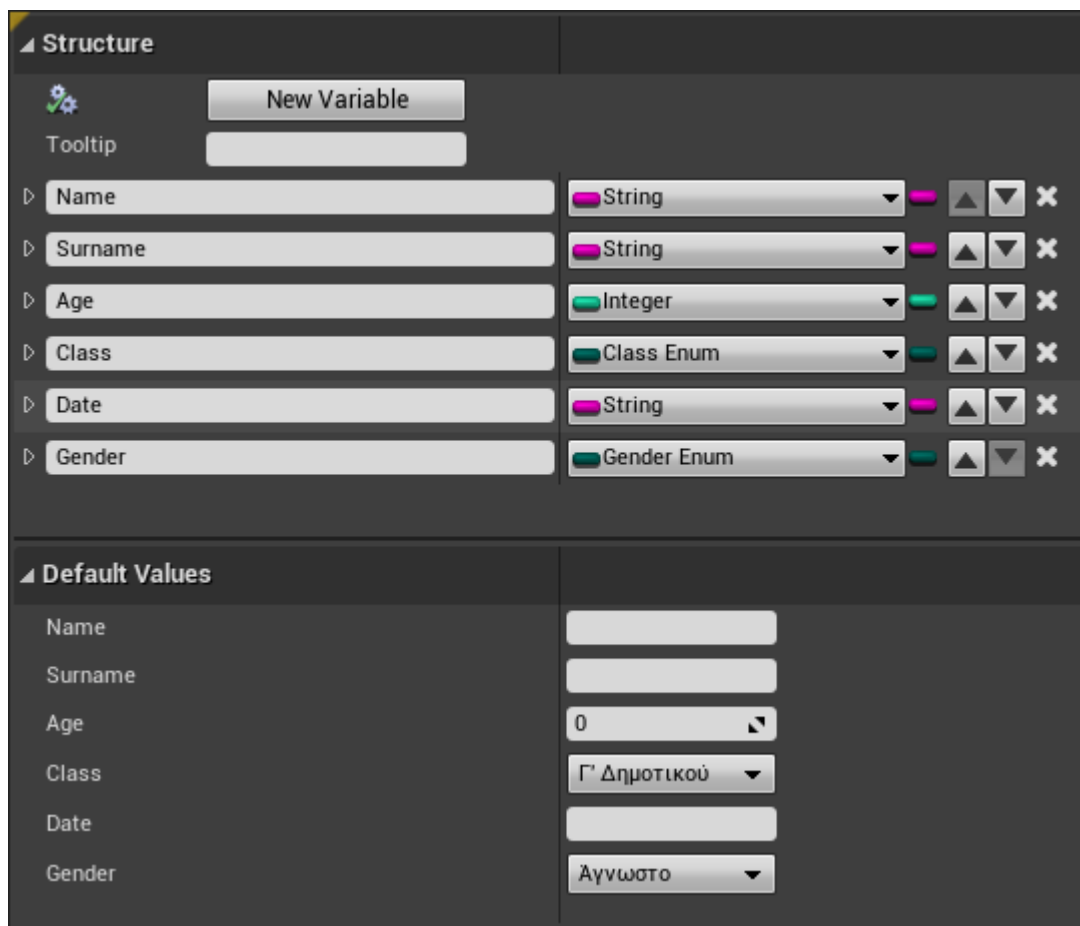 Structure
New Variable
Tooltip
Name String
Surname String
Age Integer
Class Class Enum
Date String
Gender Gender Enum
Default Values
Name
Surname
Age 0
Class Γ' Δημοτικού
Date
Gender Άγνωστο